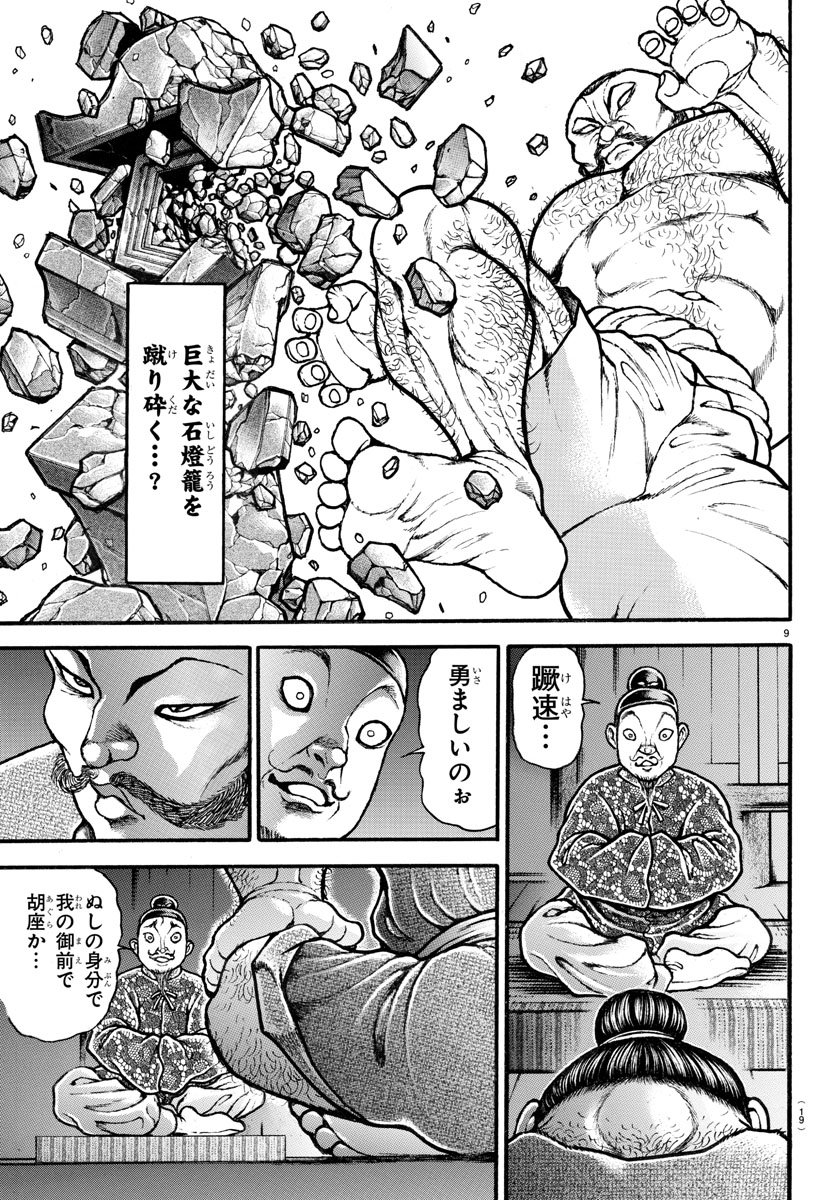 巨大な石燈籠を
蹴り砕く…？
9
蹶速…
勇ましいのぉ
ぬしの身分で
我の御前で
胡座か…
(19)